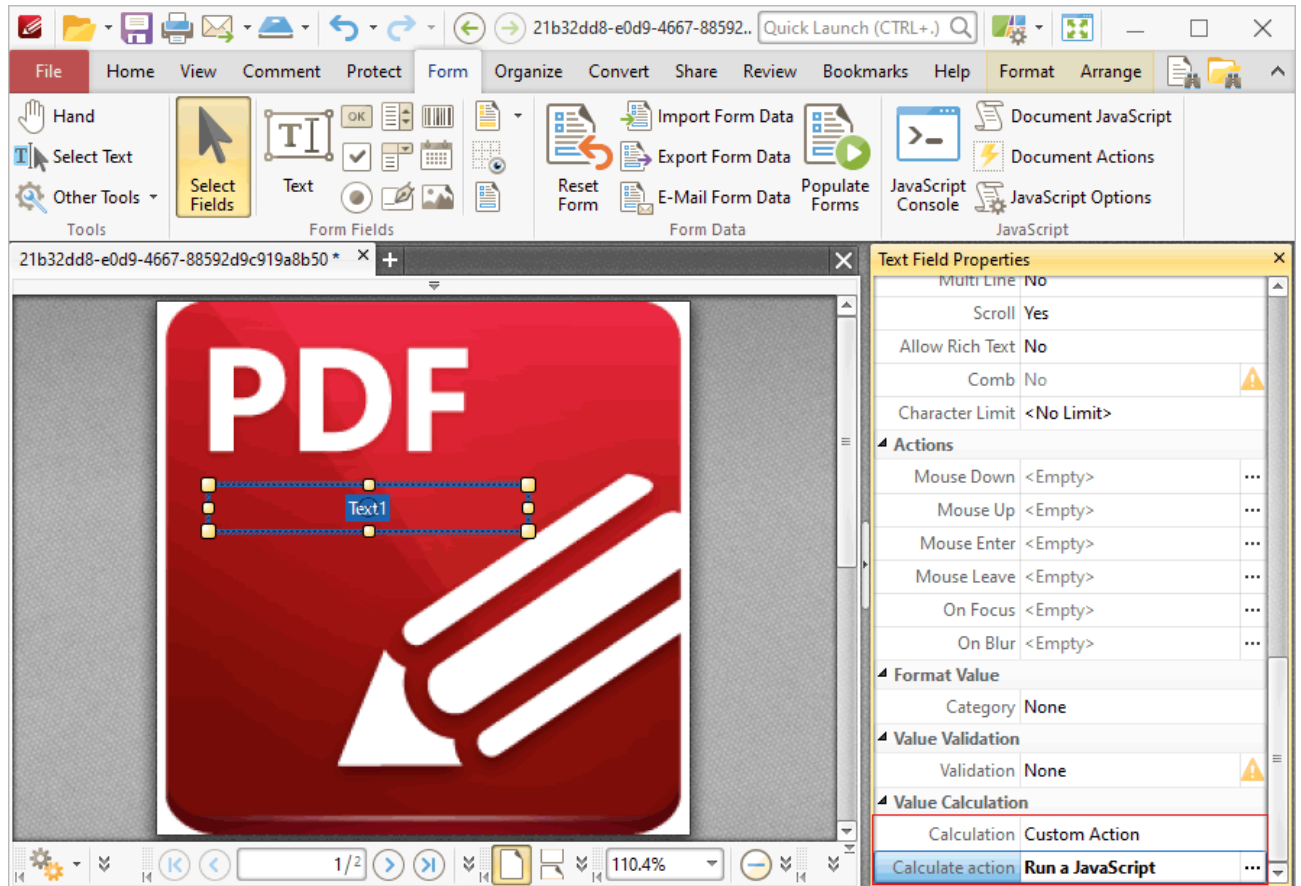 21b32dd8-e0d9-4667-88592.. Quick Launch (CTRL+.)
File Home View Comment Protect Form Organize Convert Share Review Bookmarks Help Format Arrange
Hand
Select Text
Other Tools
Tools
Select
Fields
Text
OK
Form Fields
Reset
Form
Import Form Data
Export Form Data
E-Mail Form Data
Populate
Forms
Form Data
JavaScript
Console
Document JavaScript
Document Actions
JavaScript Options
JavaScript
21b32dd8-e0d9-4667-88592d9c919a8b50 *
PDF
Text1
1/2
110.4%
Text Field Properties
Multi Line No
Scroll Yes
Allow Rich Text No
Comb No
Character Limit <No Limit>
Actions
Mouse Down <Empty> ...
Mouse Up <Empty> ...
Mouse Enter <Empty> ...
Mouse Leave <Empty> ...
On Focus <Empty> ...
On Blur <Empty> ...
Format Value
Category None
Value Validation
Validation None
Value Calculation
Calculation Custom Action
Calculate action Run a JavaScript ...